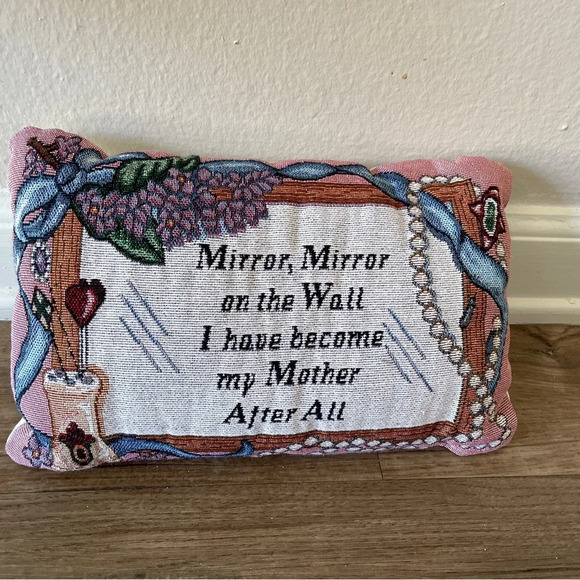 Mirror, Mirror
on the Wall
I have become
my Mother
After All